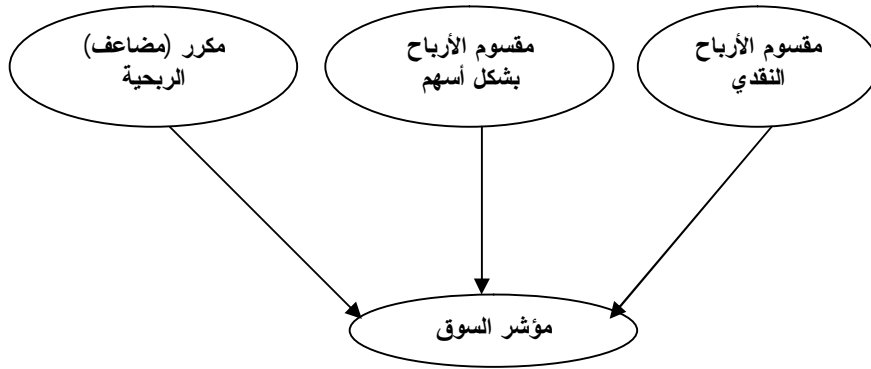 مقسوم الأرباح
النقدي
مقسوم الأرباح
بشكل أسهم
مكرر (مضاعف)
الربحية
مؤشر السوق